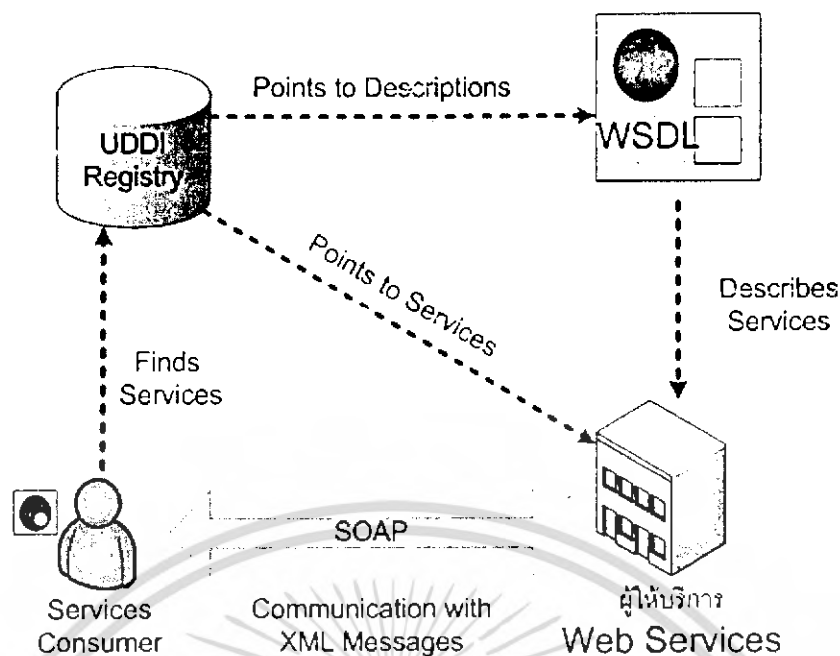 Points to Descriptions
UDDI
Registry
WSDL
Points to Services
Describes
Services
Finds
Services
SOAP
Services
Consumer
Communication with
XML Messages
ผู้ให้บริการ
Web Services